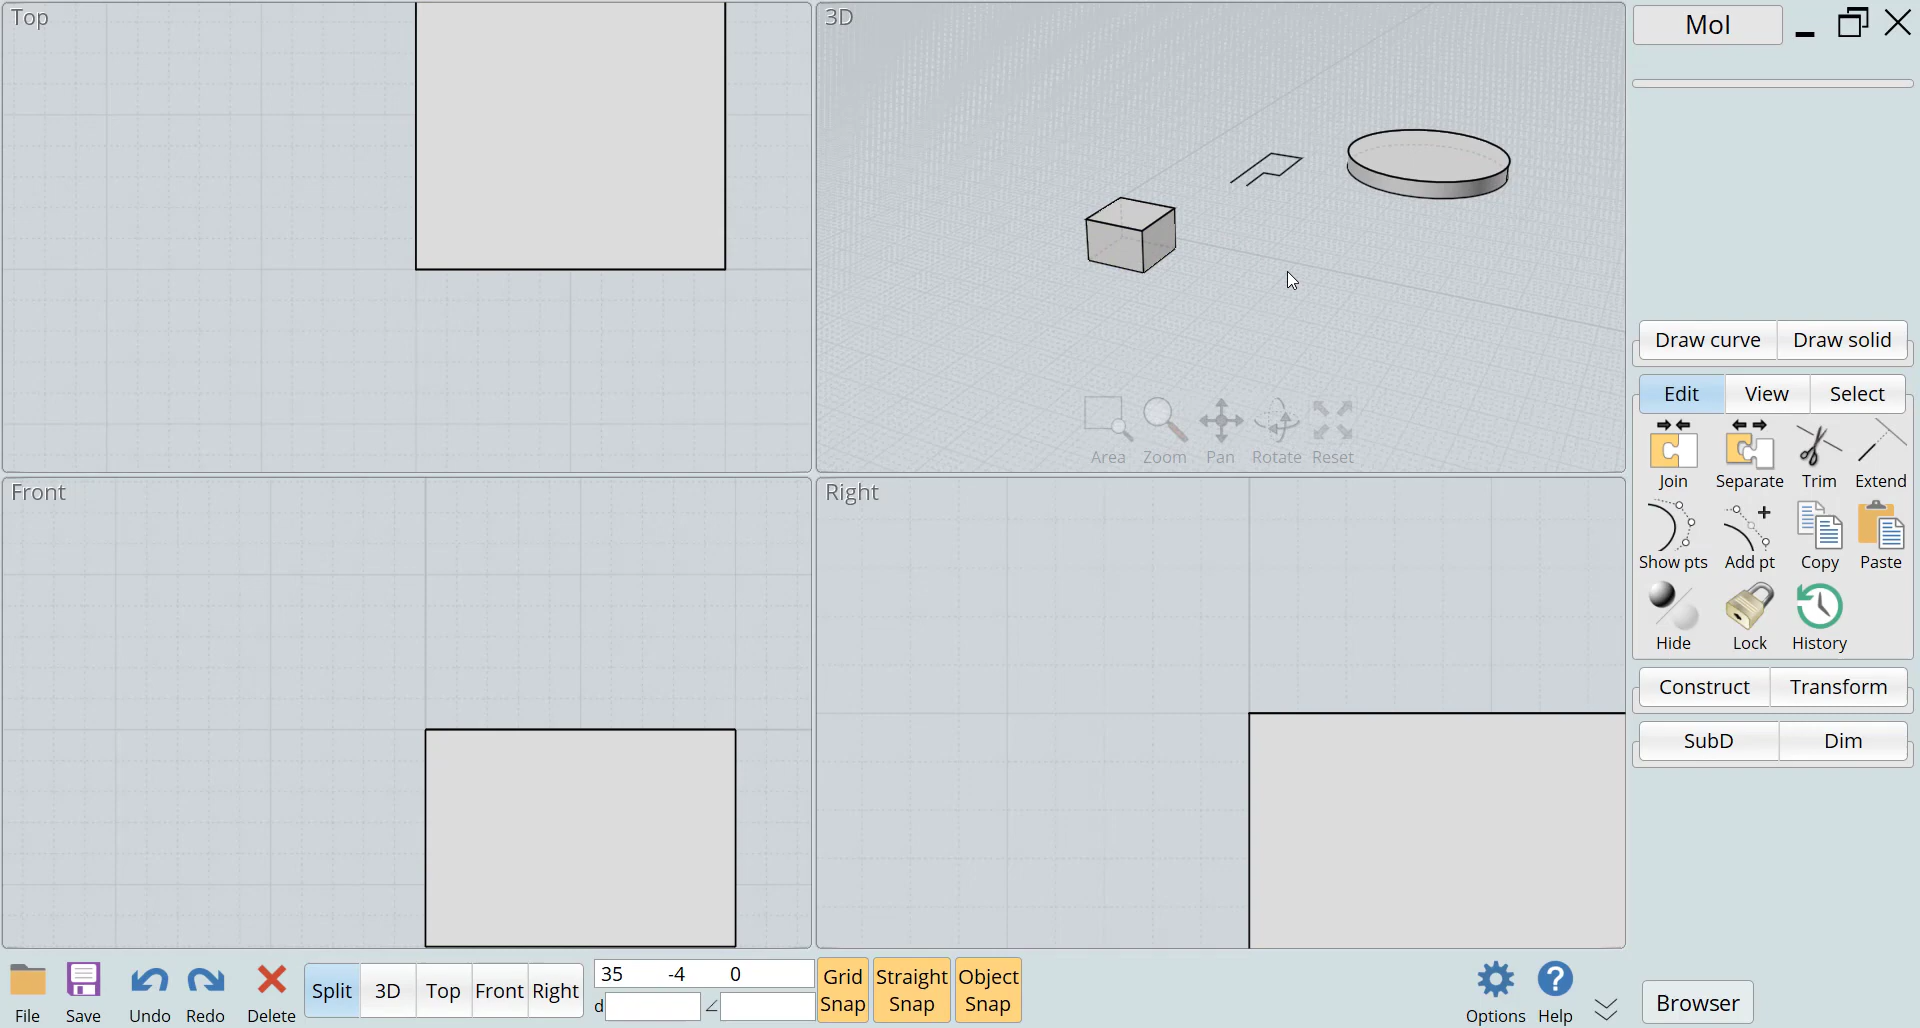 Top
3D
MoI
Draw curve
Draw solid
Edit
View
Select
Area
Zoom
Pan
Rotate
Reset
Join
Separate
Trim
Extend
Front
Right
Show pts
Add pt
Copy
Paste
Hide
Lock
History
Construct
Transform
SubD
Dim
File
Save
Undo
Redo
Delete
Split
3D
Top
Front
Right
35 -4 0
d
∠
Grid
Snap
Straight
Snap
Object
Snap
Options
Help
Browser